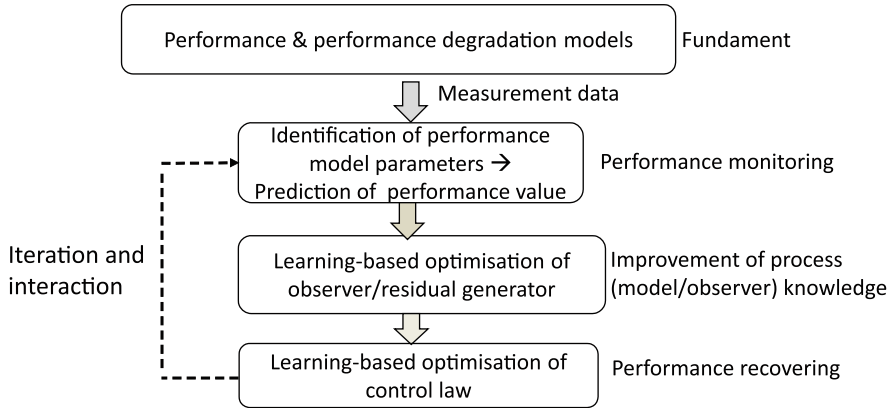 Performance & performance degradation models
Fundament
Measurement data
Identification of performance
model parameters →
Prediction of performance value
Performance monitoring
Iteration and
interaction
Learning-based optimisation of
observer/residual generator
Improvement of process
(model/observer) knowledge
Learning-based optimisation of
control law
Performance recovering